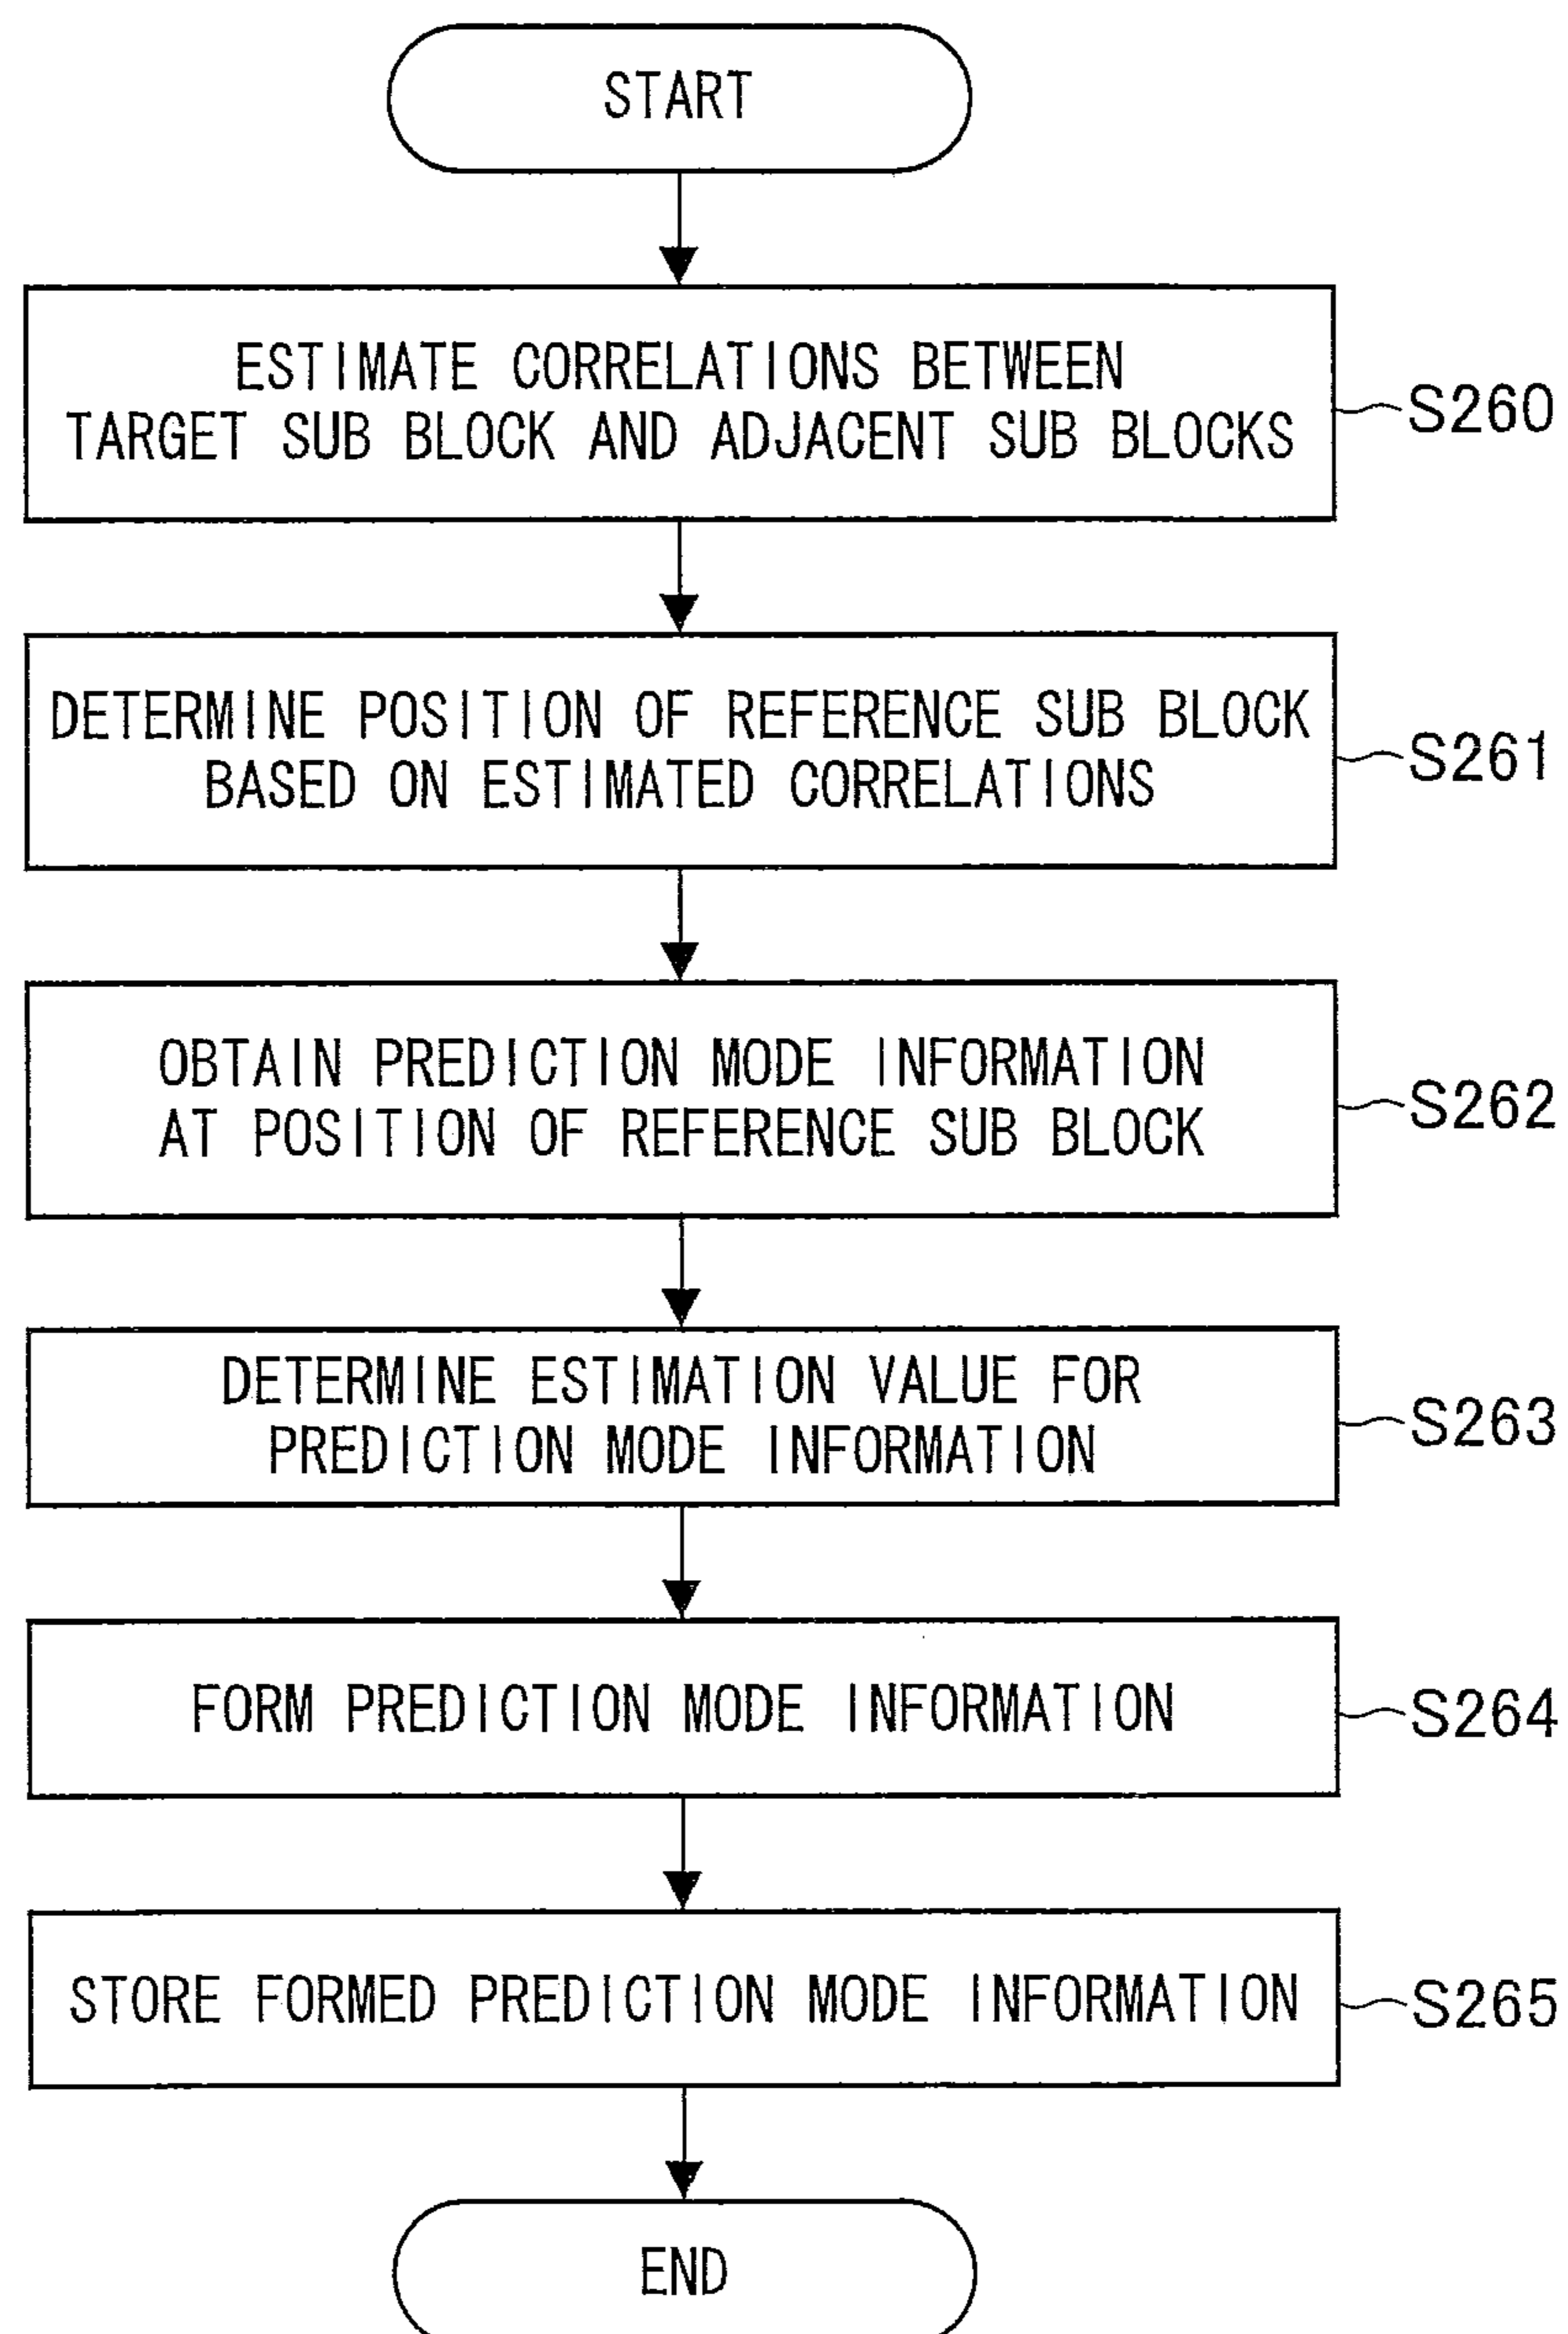 START
ESTIMATE CORRELATIONS BETWEEN
TARGET SUB BLOCK AND ADJACENT SUB BLOCKS
S260
DETERMINE POSITION OF REFERENCE SUB BLOCK
BASED ON ESTIMATED CORRELATIONS
S261
OBTAIN PREDICTION MODE INFORMATION
AT POSITION OF REFERENCE SUB BLOCK
S262
DETERMINE ESTIMATION VALUE FOR
PREDICTION MODE INFORMATION
S263
FORM PREDICTION MODE INFORMATION
S264
STORE FORMED PREDICTION MODE INFORMATION
S265
END